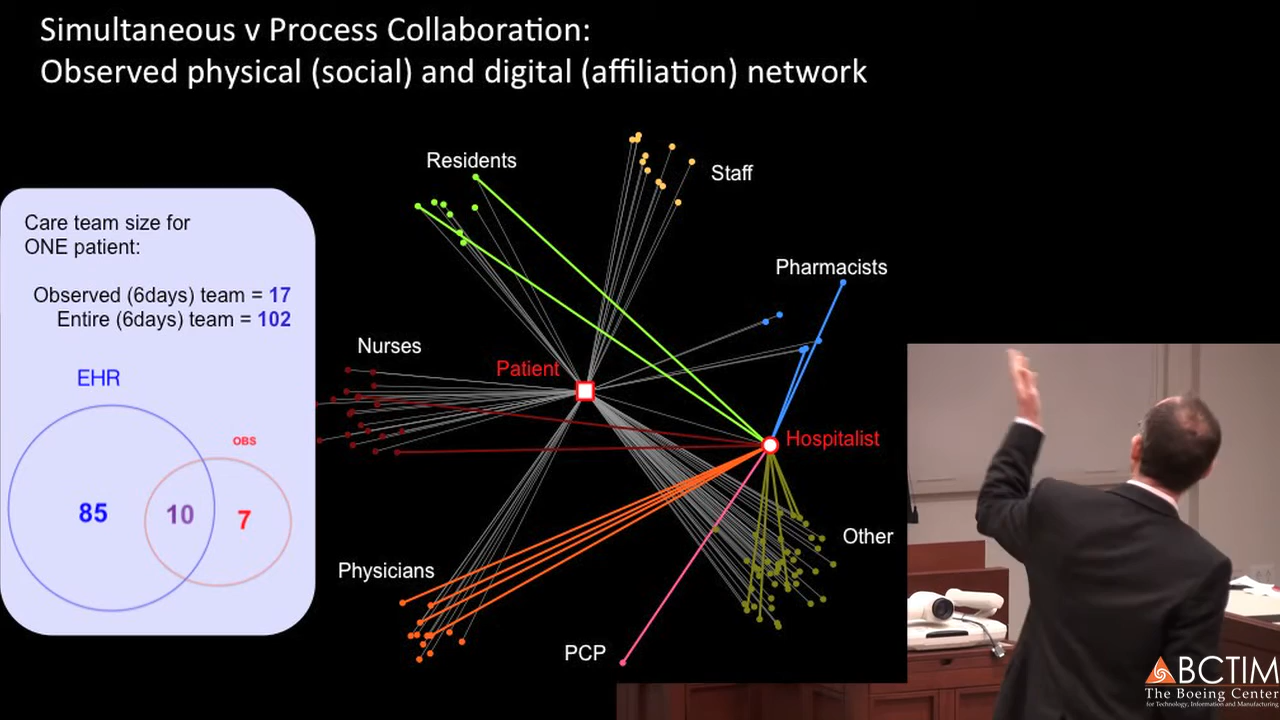 Simultaneous v Process Collaboration:
Observed physical (social) and digital (affiliation) network
Residents
Staff
Care team size for
ONE patient:
Pharmacists
Observed (6days) team = 17
Entire (6days) team = 102
Nurses
Patient
EHR
OBS
Hospitalist
85
10
7
Other
Physicians
PCP
BCTIM
The Boeing Center
for Technology, Information and Manufacturing